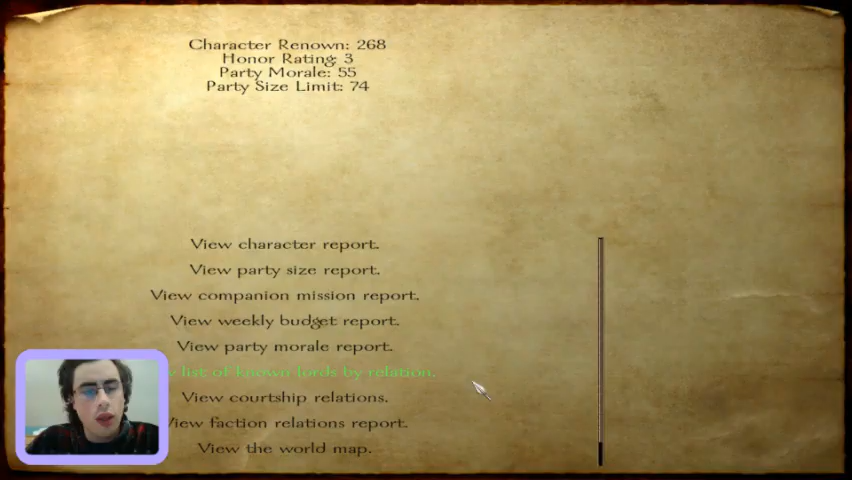 Character Renown: 268
Honor Rating: 3
Party Morale: 55
Party Size Limit: 74
View character report.
View party size report.
View companion mission report.
View weekly budget report.
View party morale report.
list of known lords by relation.
View courtship relations.
View faction relations report.
View the world map.